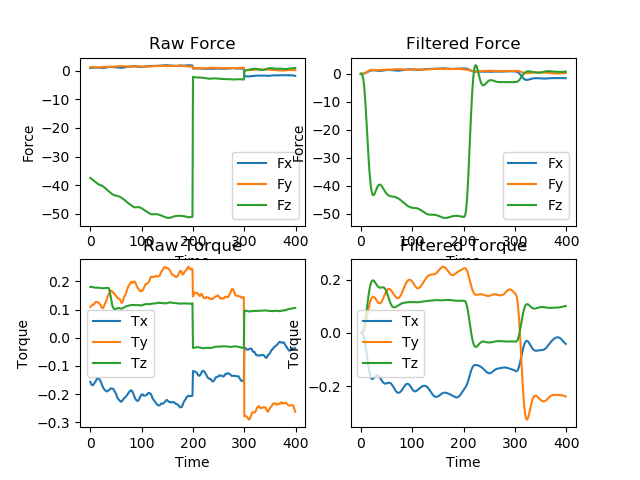 Raw Force
Filtered Force
Force
0
−10
−20
−30
−40
−50
0
100
200
300
400
Time
Fx
Fy
Fz
Force
0
−10
−20
−30
−40
−50
0
100
200
300
400
Time
Fx
Fy
Fz
Raw Torque
Filtered Torque
Torque
0.2
0.1
0.0
−0.1
−0.2
−0.3
0
100
200
300
400
Time
Tx
Ty
Tz
Torque
0.2
0.0
−0.2
0
100
200
300
400
Time
Tx
Ty
Tz